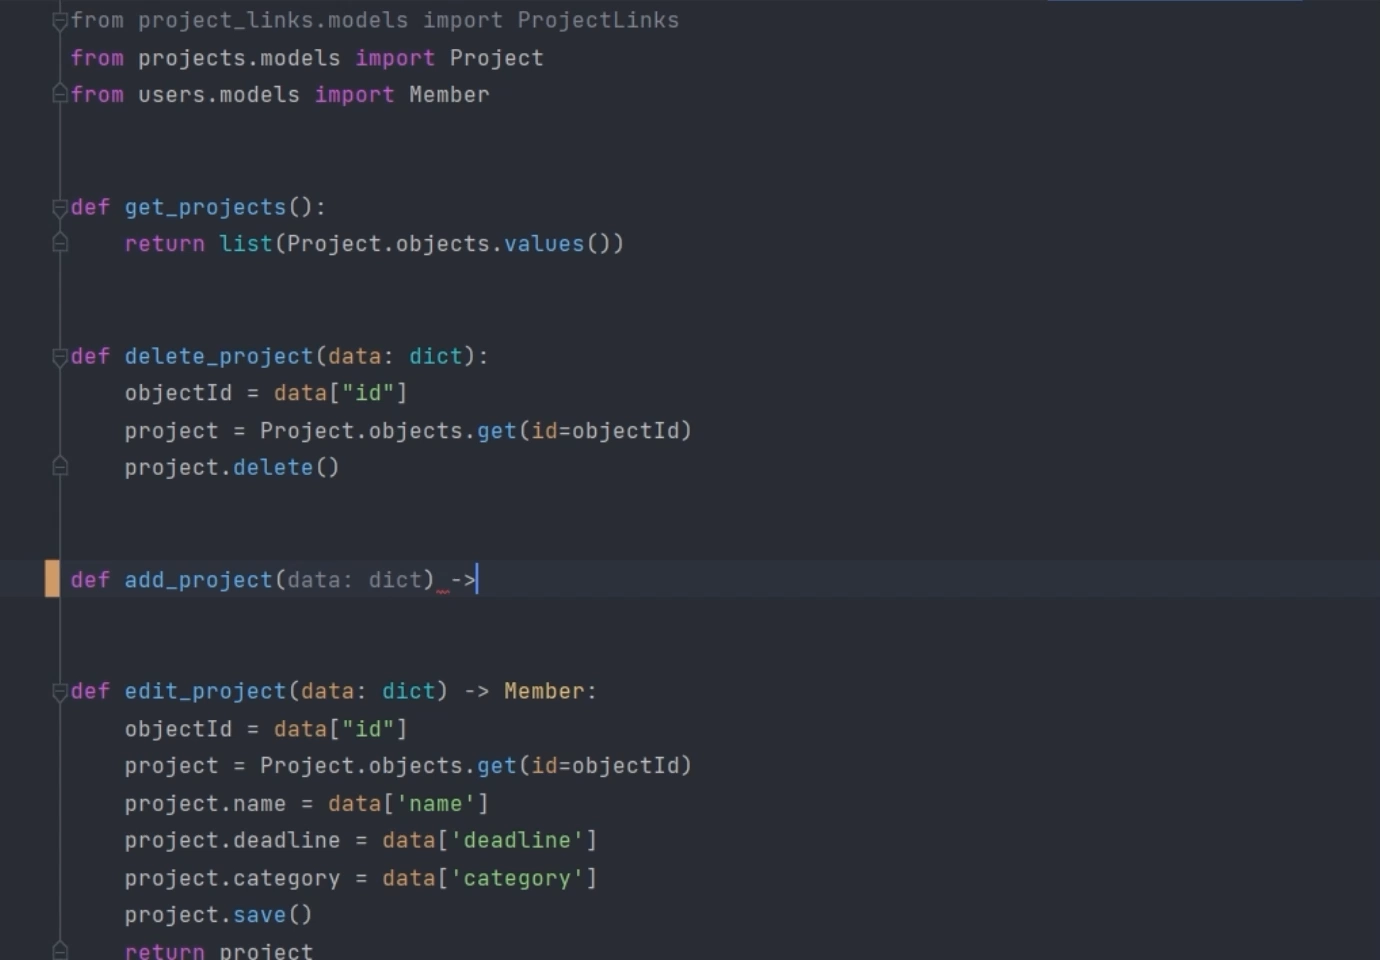 from project_links.models import ProjectLinks
from projects.models import Project
from users.models import Member
def get_projects():
    return list(Project.objects.values())
def delete_project(data: dict):
    objectId = data["id"]
    project = Project.objects.get(id=objectId)
    project.delete()
def add_project(data: dict) ->
def edit_project(data: dict) -> Member:
    objectId = data["id"]
    project = Project.objects.get(id=objectId)
    project.name = data['name']
    project.deadline = data['deadline']
    project.category = data['category']
    project.save()
    return project